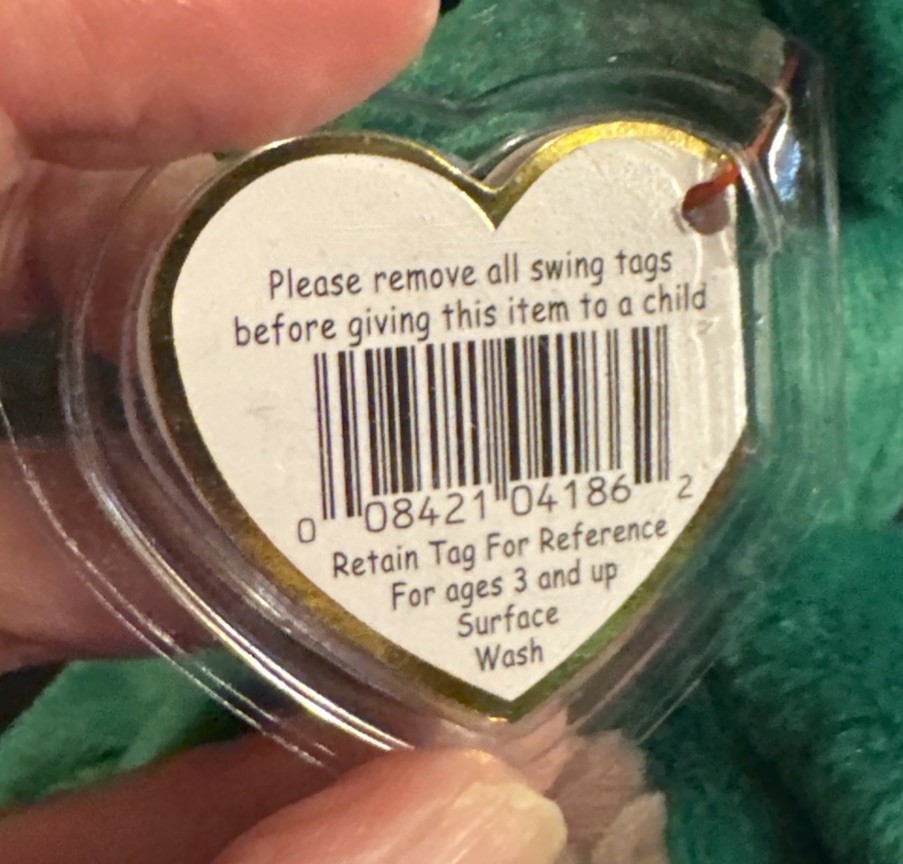 Please remove all swing tags
before giving this item to a child
0 08421 04186 2
Retain Tag For Reference
For ages 3 and up
Surface
Wash